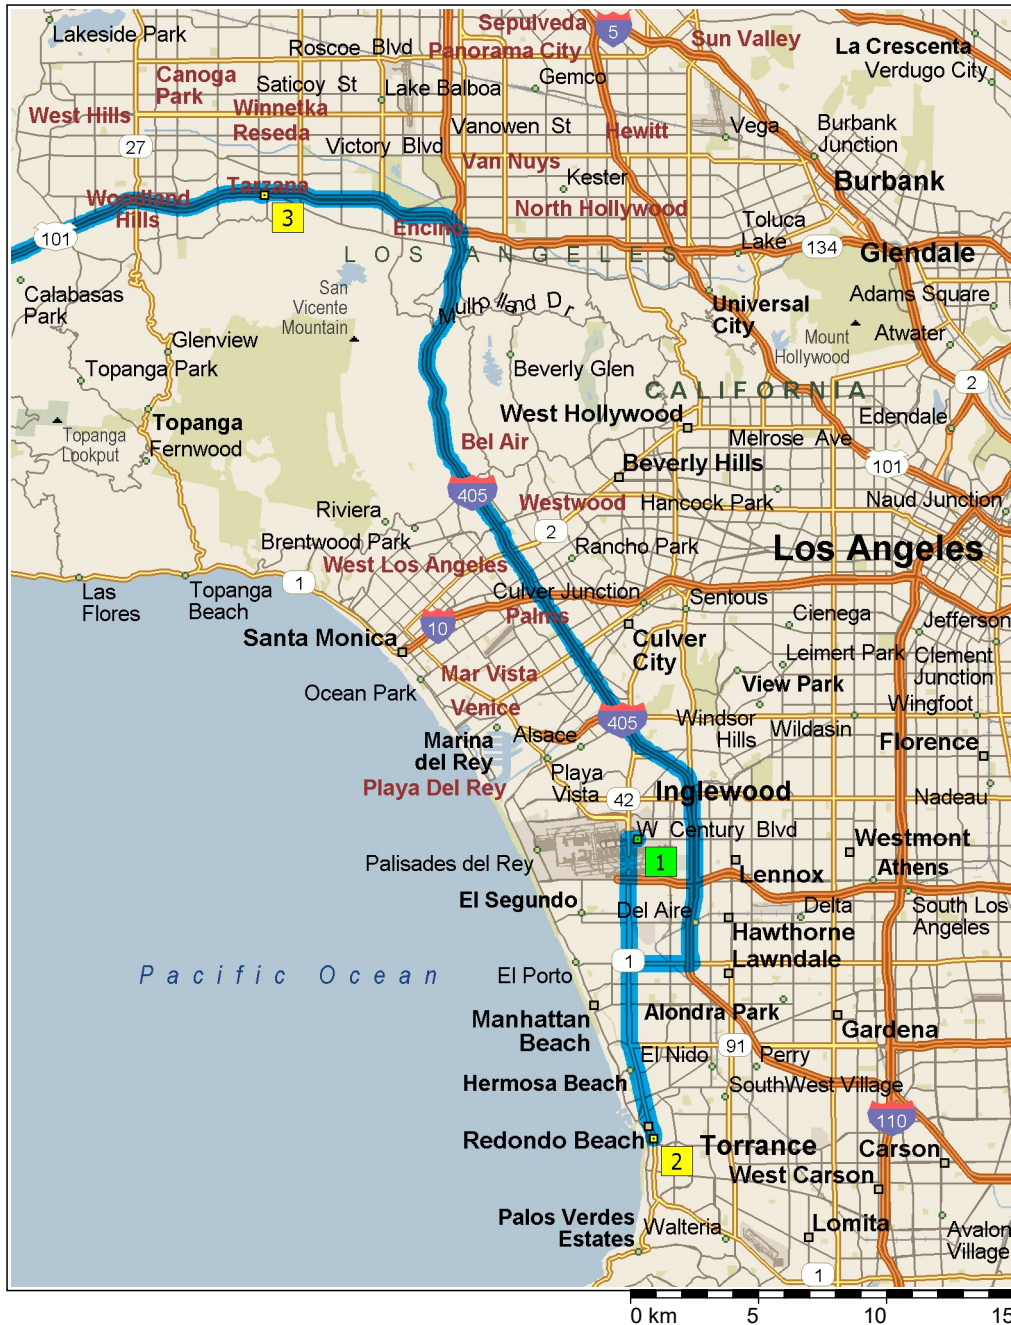 Lakeside Park
Sepulveda
5
Sun Valley
Roscoe Blvd
Panorama City
La Crescenta
Canoga
Park
Saticoy St
Lake Balboa
Gemco
Verdugo City
West Hills
Winnetka
Reseda
Vanowen St
Hewitt
Vega
Burbank
Junction
27
Victory Blvd
Van Nuys
Kester
Burbank
Tarzana
Woodland
Hills
3
Encino
North Hollywood
Toluca
Lake
134
Glendale
101
LOS ANGELES
Calabasas
Park
San
Vicente
Mountain
Mulholland Dr
Universal
City
Adams Square
Glenview
Mount
Hollywood
Atwater
Topanga Park
Beverly Glen
CALIFORNIA
2
Topanga
Fernwood
Topanga
Lookput
West Hollywood
Edendale
Bel Air
Melrose Ave
Beverly Hills
101
405
Westwood
Hancock Park
Naud Junction
Riviera
Brentwood Park
2
Rancho Park
Los Angeles
West Los Angeles
1
Las
Flores
Topanga
Beach
Culver Junction
Sentous
Palms
Cienega
Jefferson
10
Santa Monica
Culver
City
Leimert Park
Clement
Junction
Mar Vista
Ocean Park
View Park
Venice
405
Windsor
Hills
Wildasin
Wingfoot
Marina
del Rey
Alsace
Florence
Playa Del Rey
Playa
Vista
42
Inglewood
Nadeau
W Century Blvd
Westmont
Palisades del Rey
1
Lennox
Athens
El Segundo
Del Aire
Delta
South Los
Angeles
Hawthorne
Pacific Ocean
El Porto
1
Lawndale
Manhattan
Beach
Alondra Park
Gardena
El Nido
91
Perry
Hermosa Beach
SouthWest Village
110
Redondo Beach
2
Torrance
Carson
West Carson
Palos Verdes
Estates
Walteria
Lomita
Avalon
Village
1
0 km 5 10 15